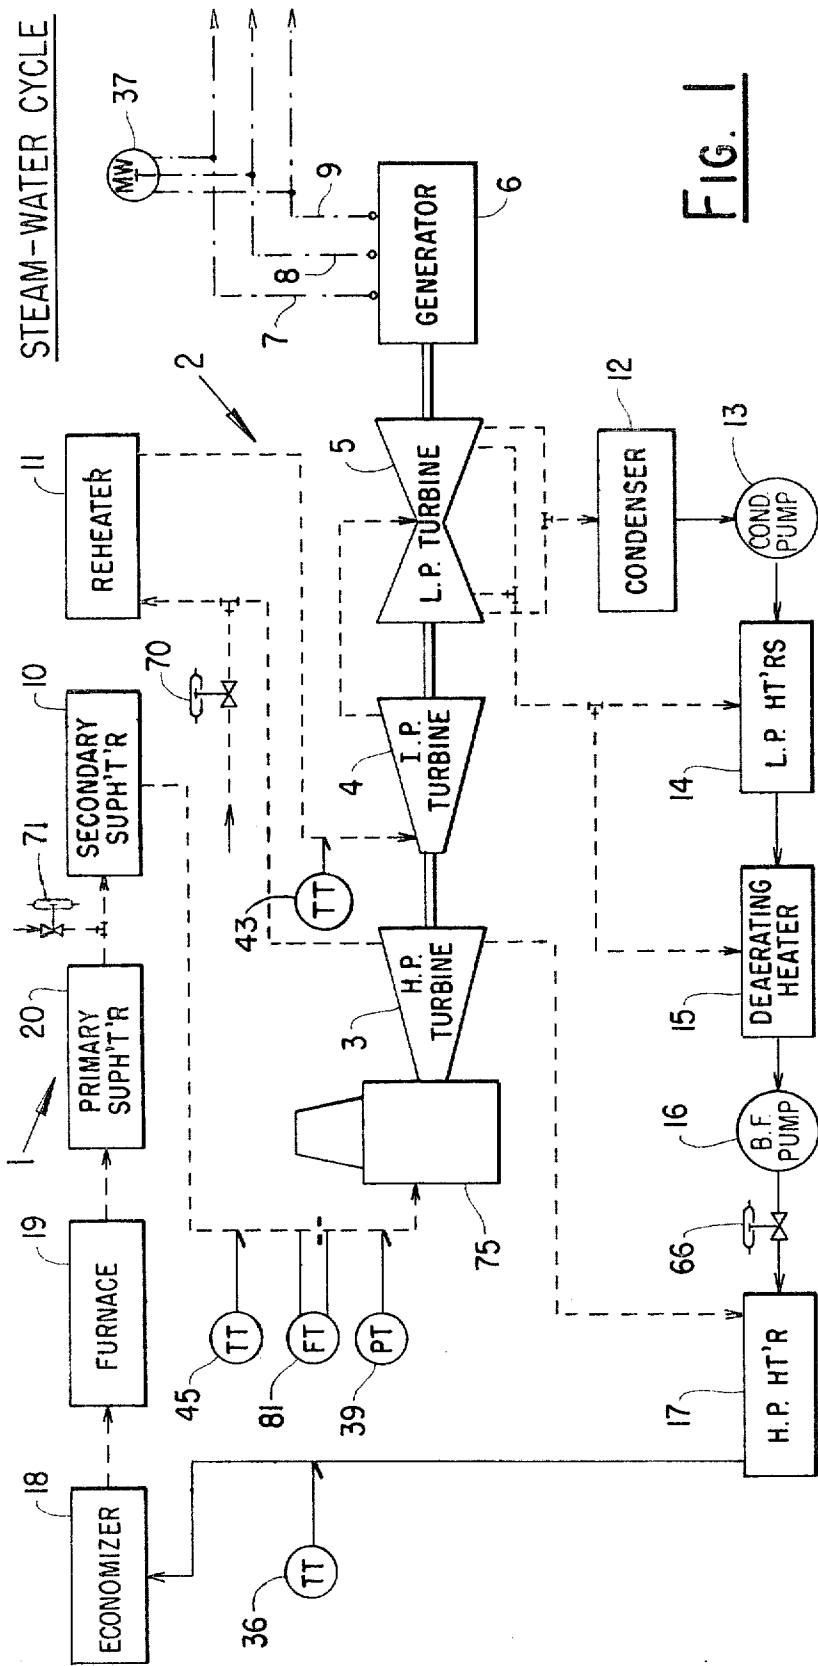 STEAM-WATER CYCLE
MW
37
7
8
9
GENERATOR
6
2
11
REHEATER
5
L.P. TURBINE
12
CONDENSER
13
COND.
PUMP
10
SECONDARY
SUPH'T'R
70
71
4
I.P.
TURBINE
14
L.P. HT'RS
TT
43
20
PRIMARY
SUPH'T'R
1
3
H.P.
TURBINE
15
DEAERATING
HEATER
75
16
B.F.
PUMP
66
19
FURNACE
TT
45
FT
81
PT
39
17
H.P. HT'R
18
ECONOMIZER
TT
36
FIG. 1